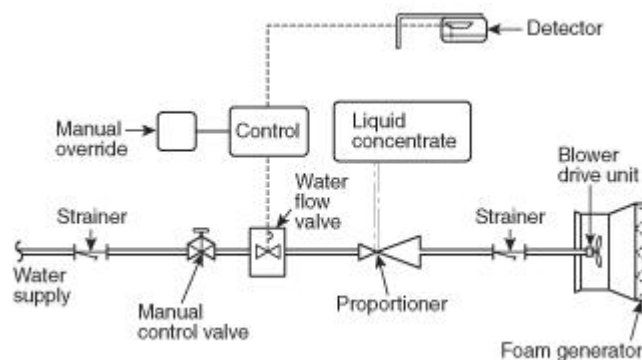 Detector
Manual
override
Control
Liquid
concentrate
Blower
drive unit
Water
flow
valve
Strainer
Strainer
Water
supply
Manual
control valve
Proportioner
Foam generator